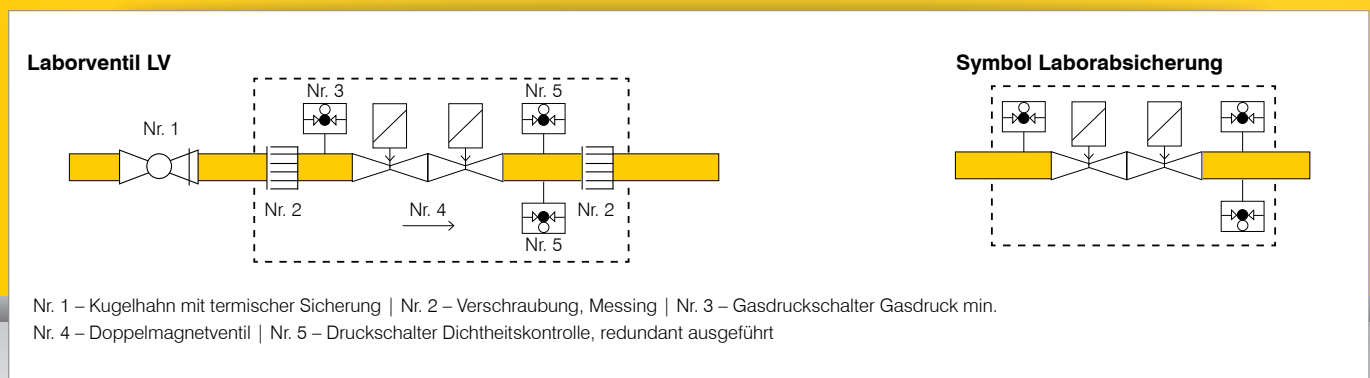 Laborventil LV
Symbol Laborabsicherung
Nr. 3
Nr. 5
Nr. 1
Nr. 2
Nr. 4
Nr. 2
Nr. 5
Nr. 1 – Kugelhahn mit termischer Sicherung | Nr. 2 – Verschraubung, Messing | Nr. 3 – Gasdruckschalter Gasdruck min.
Nr. 4 – Doppelmagnetventil | Nr. 5 – Druckschalter Dichtheitskontrolle, redundant ausgeführt